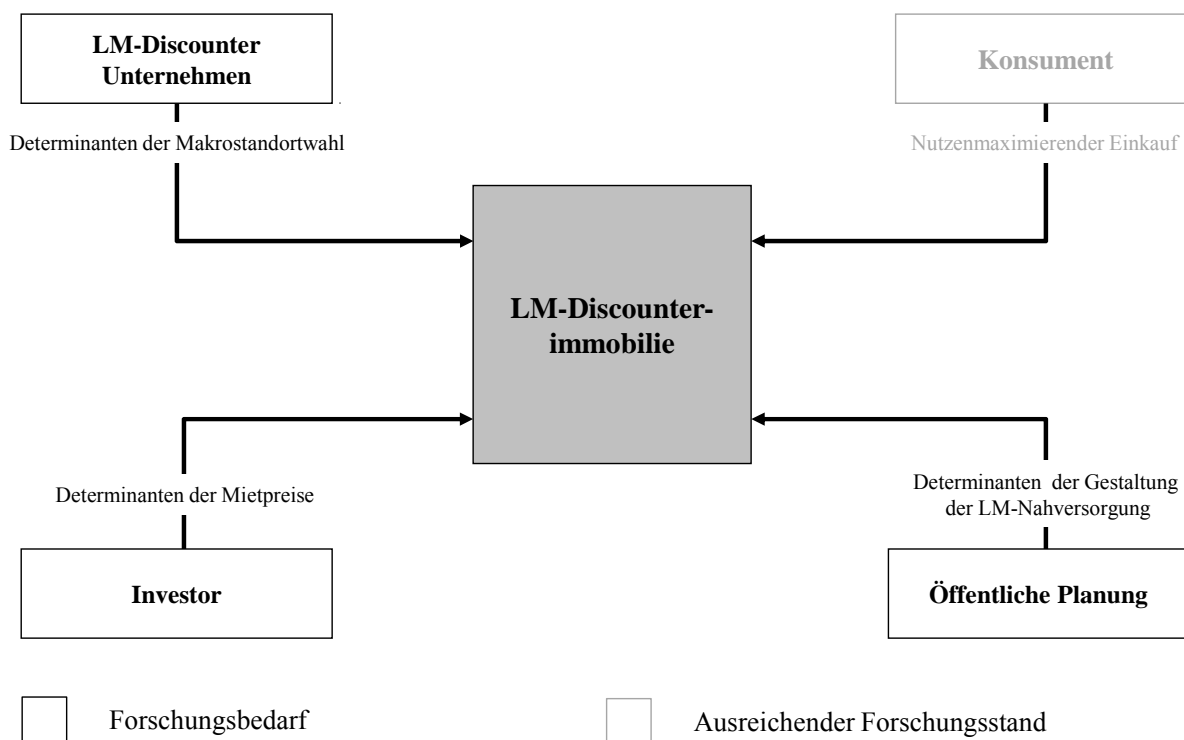 LM-Discounter
Unternehmen
Konsument
Determinanten der Makrostandortwahl
Nutzenmaximierender Einkauf
LM-Discounter-
immobilie
Determinanten der Mietpreise
Determinanten der Gestaltung
der LM-Nahversorgung
Investor
Öffentliche Planung
Forschungsbedarf
Ausreichender Forschungsstand